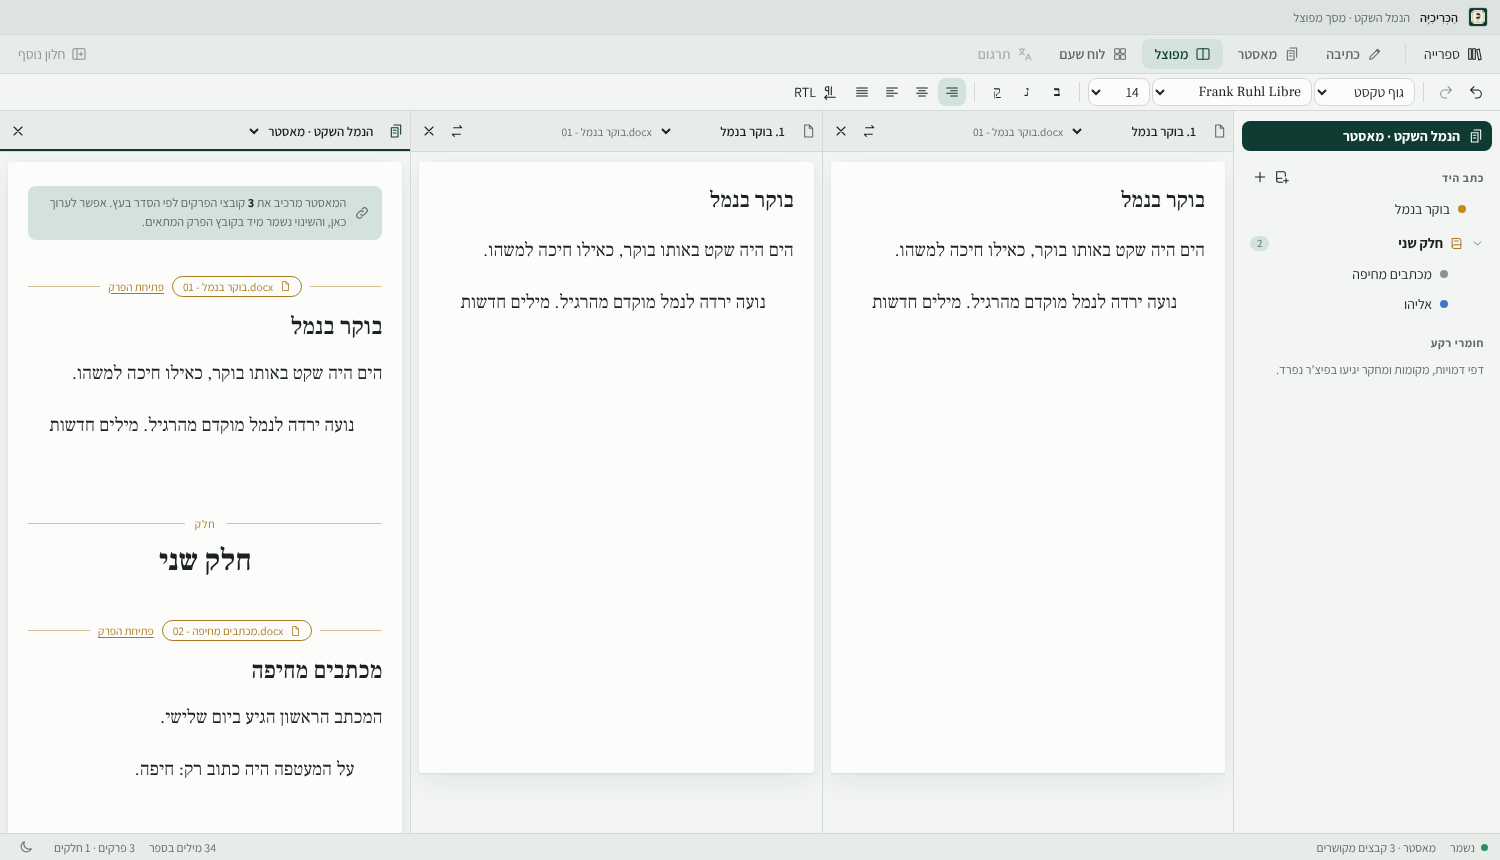 הכריכיה הנמל השקט · מסך מפוצל
ספרייה כתיבה מאסטר מפוצל לוח שעם תרגום חלון נוסף
גוף טקסט Frank Ruhl Libre 14 ב נ ק RTL
הנמל השקט · מאסטר
כתב היד
בוקר בנמל
חלק שני 2
מכתבים מחיפה
אליהו
חומרי רקע
דפי דמויות, מקומות ומחקר יגיעו בפיצ'ר נפרד.
1. בוקר בנמל 01 - בוקר בנמל.docx
בוקר בנמל
הים היה שקט באותו בוקר, כאילו חיכה למשהו.
נועה ירדה לנמל מוקדם מהרגיל. מילים חדשות
1. בוקר בנמל 01 - בוקר בנמל.docx
בוקר בנמל
הים היה שקט באותו בוקר, כאילו חיכה למשהו.
נועה ירדה לנמל מוקדם מהרגיל. מילים חדשות
הנמל השקט · מאסטר
המאסטר מרכיב את 3 קובצי הפרקים לפי הסדר בעץ. אפשר לערוך
כאן, והשינוי נשמר מיד בקובץ הפרק המתאים.
01 - בוקר בנמל.docx פתיחת הפרק
בוקר בנמל
הים היה שקט באותו בוקר, כאילו חיכה למשהו.
נועה ירדה לנמל מוקדם מהרגיל. מילים חדשות
חלק
חלק שני
02 - מכתבים מחיפה.docx פתיחת הפרק
מכתבים מחיפה
המכתב הראשון הגיע ביום שלישי.
על המעטפה היה כתוב רק: חיפה.
נשמר מאסטר · 3 קבצים מקושרים 34 מילים בספר 3 פרקים · 1 חלקים